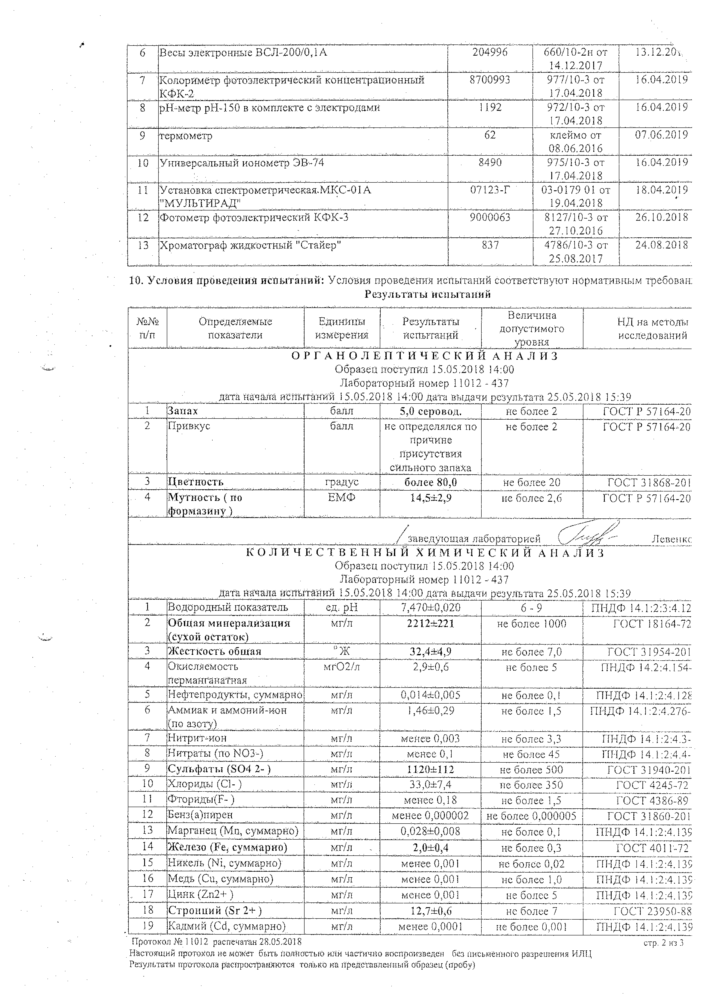 6 Весы электронные ВСЛ-200/0,1А 204996 660/10-2н от 13.12.20
14.12.2017
7 Колориметр фотоэлектрический концентрационный 8700993 977/10-3 от 16.04.2019
КФК-2 17.04.2018
8 pH-метр pH-150 в комплекте с электродами 1192 972/10-3 от 16.04.2019
17.04.2018
9 термометр 62 клеймо от 07.06.2019
08.06.2016
10 Универсальный иономер ЭВ-74 8490 975/10-3 от 16.04.2019
17.04.2018
11 Установка спектрометрическая.МКС-01А 07123-Г 03-0179 01 от 18.04.2019
"МУЛЬТИРАД" 19.04.2018
12 Фотометр фотоэлектрический КФК-3 9000063 8127/10-3 от 26.10.2018
27.10.2016
13 Хроматограф жидкостный "Стайер" 837 4786/10-3 от 24.08.2018
25.08.2017
10. Условия проведения испытаний: Условия проведения испытаний соответствуют нормативным требован
Результаты испытаний
№№ Определяемые Единицы Результаты Величина НД на методы
п/п показатели измерения испытаний допустимого исследований
уровня
ОРГАНОЛЕПТИЧЕСКИЙ АНАЛИЗ
Образец поступил 15.05.2018 14:00
Лабораторный номер 11012 - 437
дата начала испытаний 15.05.2018 14:00 дата выдачи результата 25.05.2018 15:39
1 Запах балл 5,0 серовод. не более 2 ГОСТ Р 57164-20
2 Привкус балл не определялся по не более 2 ГОСТ Р 57164-20
причине
присутствия
сильного запаха
3 Цветность градус более 80,0 не более 20 ГОСТ 31868-201
4 Мутность ( по ЕМФ 14,5±2,9 не более 2,6 ГОСТ Р 57164-20
формазину )
заведующая лабораторией Левенко
КОЛИЧЕСТВЕННЫЙ ХИМИЧЕСКИЙ АНАЛИЗ
Образец поступил 15.05.2018 14:00
Лабораторный номер 11012 - 437
дата начала испытаний 15.05.2018 14:00 дата выдачи результата 25.05.2018 15:39
1 Водородный показатель ед. pH 7,470±0,020 6 - 9 ПНДФ 14.1:2:3:4.12
2 Общая минерализация мг/л 2212±221 не более 1000 ГОСТ 18164-72
(сухой остаток)
3 Жесткость общая °Ж 32,4±4,9 не более 7,0 ГОСТ 31954-201
4 Окисляемость мгО2/л 2,9±0,6 не более 5 ПНДФ 14.2:4.154-
перманганатная
5 Нефтепродукты, суммарно мг/л 0,014±0,005 не более 0,1 ПНДФ 14.1:2:4.128
6 Аммиак и аммоний-ион мг/л 1,46±0,29 не более 1,5 ПНДФ 14.1:2:4.276-
(по азоту)
7 Нитрит-ион мг/л менее 0,003 не более 3,3 ПНДФ 14.1:2:4.3-
8 Нитраты (по NO3-) мг/л менее 0,1 не более 45 ПНДФ 14.1:2:4.4-
9 Сульфаты (SO4 2- ) мг/л 1120±112 не более 500 ГОСТ 31940-201
10 Хлориды (Cl- ) мг/л 33,0±7,4 не более 350 ГОСТ 4245-72
11 Фториды(F- ) мг/л менее 0,18 не более 1,5 ГОСТ 4386-89
12 Бенз(а)пирен мг/л менее 0,000002 не более 0,000005 ГОСТ 31860-201
13 Марганец (Mn, суммарно) мг/л 0,028±0,008 не более 0,1 ПНДФ 14.1:2:4.139
14 Железо (Fe, суммарно) мг/л 2,0±0,4 не более 0,3 ГОСТ 4011-72
15 Никель (Ni, суммарно) мг/л менее 0,001 не более 0,02 ПНДФ 14.1:2:4.139
16 Медь (Cu, суммарно) мг/л менее 0,001 не более 1,0 ПНДФ 14.1:2:4.139
17 Цинк (Zn2+ ) мг/л менее 0,001 не более 5 ПНДФ 14.1:2:4.139
18 Стронций (Sr 2+ ) мг/л 12,7±0,6 не более 7 ГОСТ 23950-88
19 Кадмий (Cd, суммарно) мг/л менее 0,0001 не более 0,001 ПНДФ 14.1:2:4.139
Протокол № 11012 распечатан 28.05.2018 стр. 2 из 3
Настоящий протокол не может быть полностью или частично воспроизведен без письменного разрешения ИЛЦ
Результаты протокола распространяются только на представленный образец (пробу)